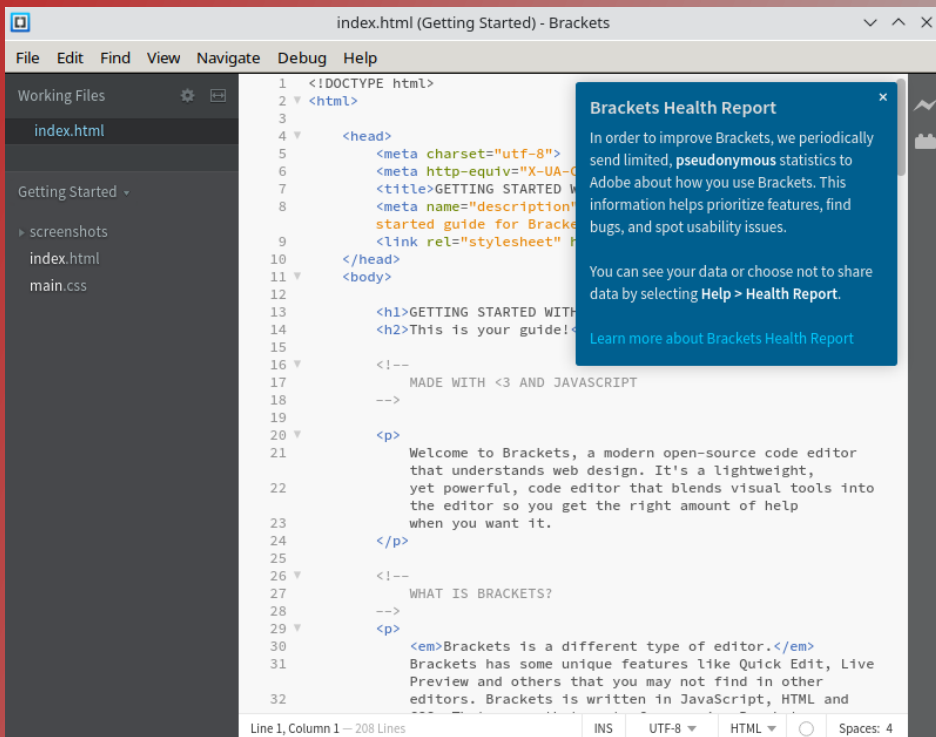 index.html (Getting Started) - Brackets
File Edit Find View Navigate Debug Help
Working Files
index.html
Getting Started
screenshots
index.html
main.css
1 <!DOCTYPE html>
2 <html>
3
4 <head>
5 <meta charset="utf-8">
6 <meta http-equiv="X-UA-
7 <title>GETTING STARTED
8 <meta name="description"
started guide for
9 <link rel="stylesheet"
10 </head>
11 <body>
12
13 <h1>GETTING STARTED WITH
14 <h2>This is your guide!
15
16 <!--
17 MADE WITH <3 AND JAVASCRIPT
18 -->
19
20 <p>
21 Welcome to Brackets, a modern open-source code editor
that understands web design. It's a lightweight,
22 yet powerful, code editor that blends visual tools into
the editor so you get the right amount of help
23 when you want it.
24 </p>
25
26 <!--
27 WHAT IS BRACKETS?
28 -->
29 <p>
30 <em>Brackets is a different type of editor.</em>
31 Brackets has some unique features like Quick Edit, Live
Preview and others that you may not find in other
32 editors. Brackets is written in JavaScript, HTML and
Brackets Health Report
In order to improve Brackets, we periodically
send limited, pseudonymous statistics to
Adobe about how you use Brackets. This
information helps prioritize features, find
bugs, and spot usability issues.
You can see your data or choose not to share
data by selecting Help > Health Report.
Learn more about Brackets Health Report
Line 1, Column 1 — 208 Lines
INS UTF-8 HTML Spaces: 4